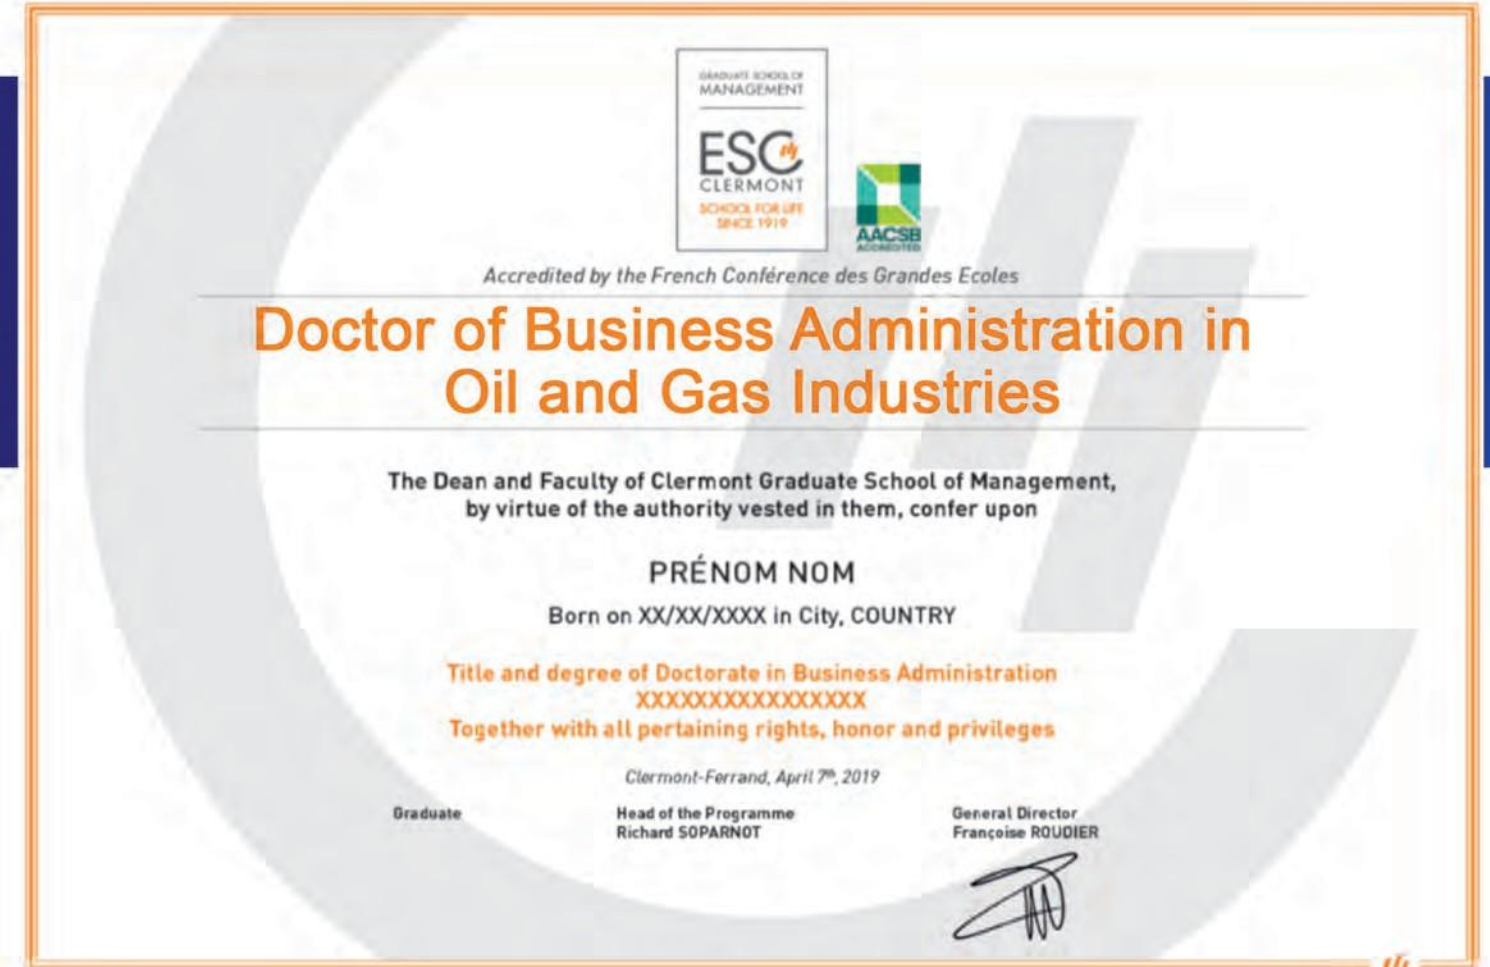 GRADUATE SCHOOL OF
MANAGEMENT
ESC
CLERMONT
SCHOOL FOR LIFE
SINCE 1919
AACSB
ACCREDITED
Accredited by the French Conférence des Grandes Ecoles
Doctor of Business Administration in
Oil and Gas Industries
The Dean and Faculty of Clermont Graduate School of Management,
by virtue of the authority vested in them, confer upon
PRÉNOM NOM
Born on XX/XX/XXXX in City, COUNTRY
Title and degree of Doctorate in Business Administration
XXXXXXXXXXXXXXXX
Together with all pertaining rights, honor and privileges
Clermont-Ferrand, April 7th, 2019
Graduate
Head of the Programme
Richard SOPARNOT
General Director
Françoise ROUDIER